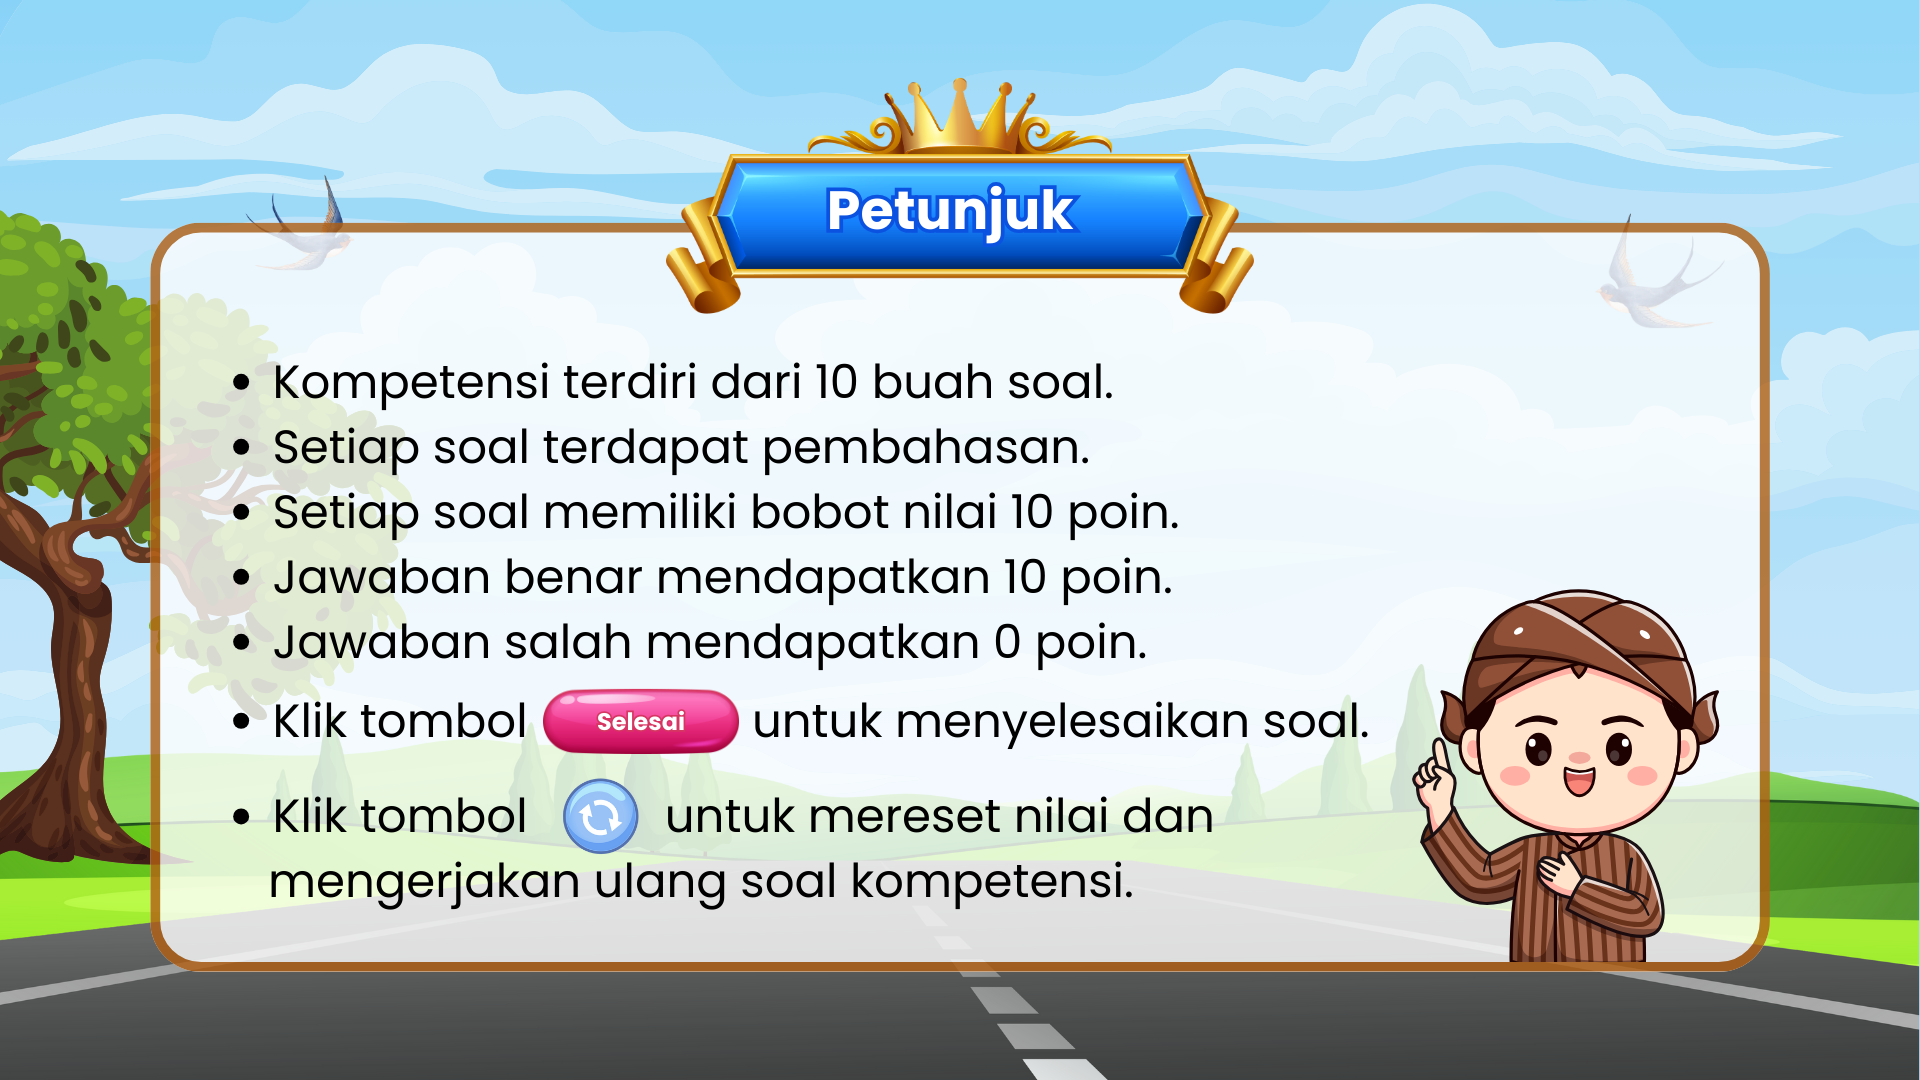 Petunjuk
• Kompetensi terdiri dari 10 buah soal.
• Setiap soal terdapat pembahasan.
• Setiap soal memiliki bobot nilai 10 poin.
• Jawaban benar mendapatkan 10 poin.
• Jawaban salah mendapatkan 0 poin.
• Klik tombol Selesai untuk menyelesaikan soal.
• Klik tombol untuk mereset nilai dan
mengerjakan ulang soal kompetensi.